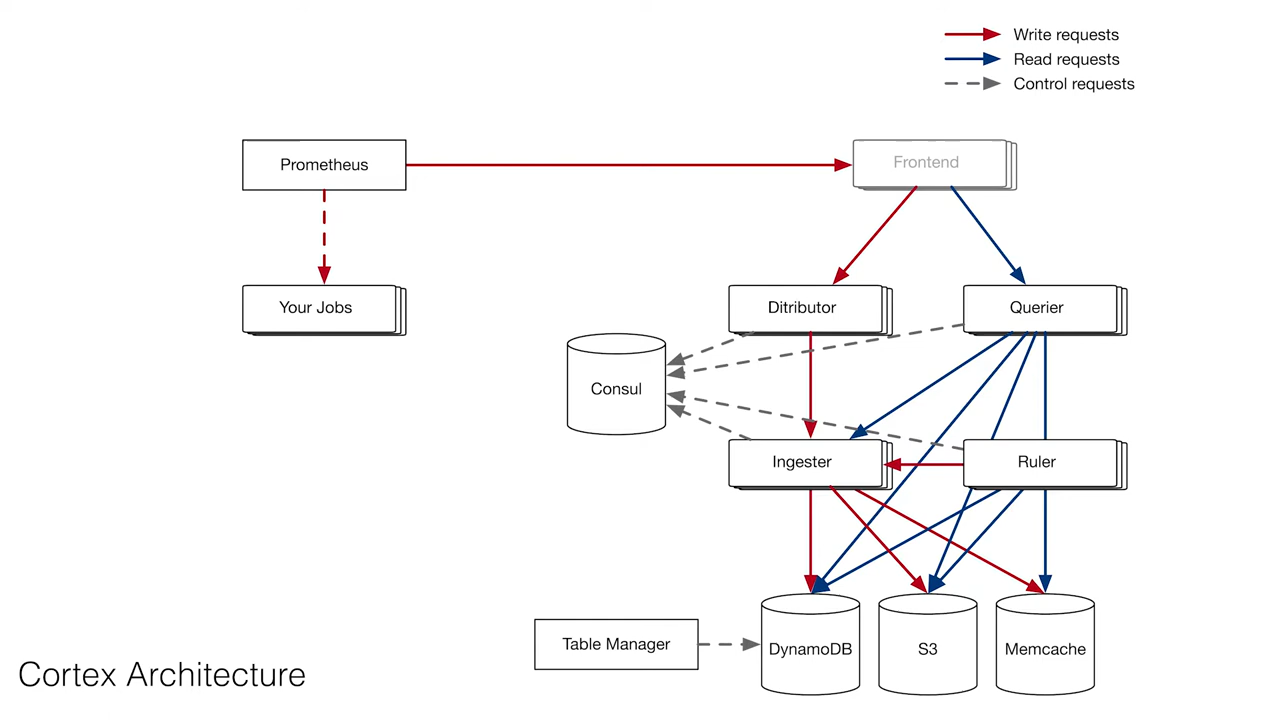 Write requests
Read requests
Control requests
Prometheus
Frontend
Your Jobs
Ditributor
Querier
Consul
Ingester
Ruler
Table Manager
DynamoDB
S3
Memcache
Cortex Architecture